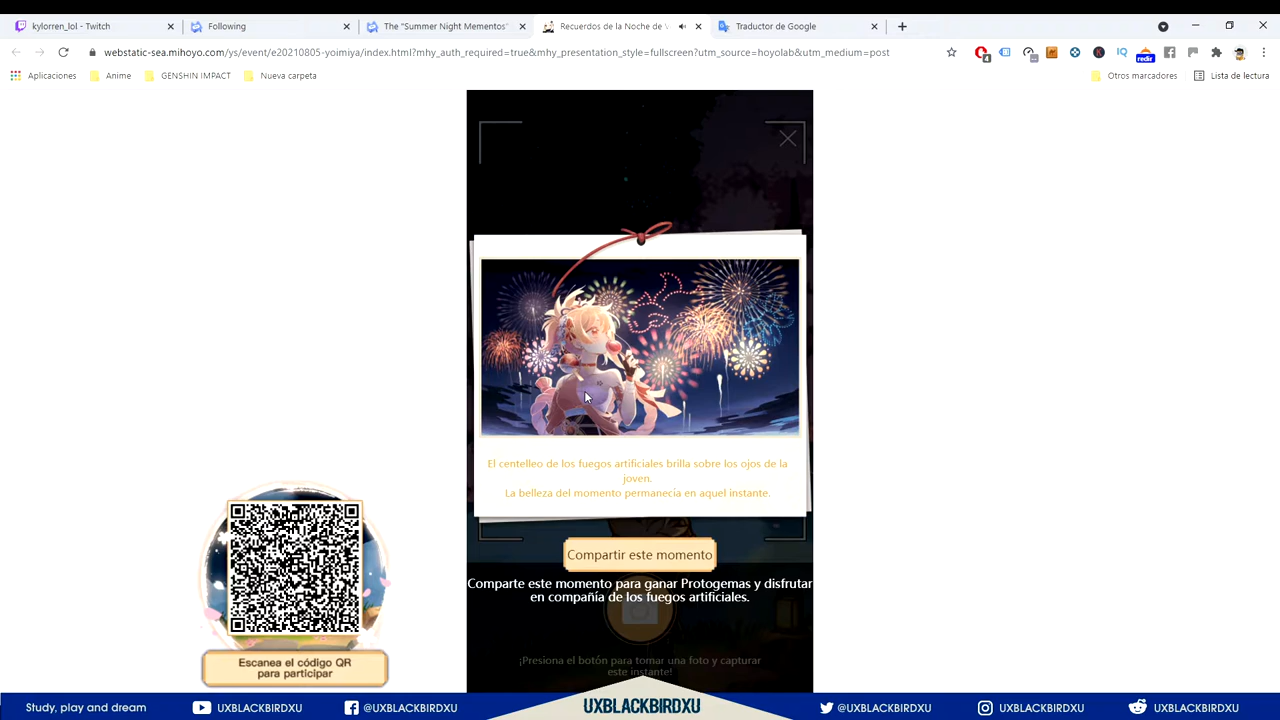 kylorren_lol - Twitch
Following
The "Summer Night Mementos"
Recuerdos de la Noche de V
Traductor de Google
webstatic-sea.mihoyo.com/ys/event/e20210805-yoimiya/index.html?mhy_auth_required=true&mhy_presentation_style=fullscreen?utm_source=hoyolab&utm_medium=post
Aplicaciones
Anime
GENSHIN IMPACT
Nueva carpeta
Otros marcadores
Lista de lectura
El centelleo de los fuegos artificiales brilla sobre los ojos de la
joven.
La belleza del momento permanecía en aquel instante.
Compartir este momento
Comparte este momento para ganar Protogemas y disfrutar
en compañía de los fuegos artificiales.
¡Presiona el botón para tomar una foto y capturar
este instante!
Escanea el código QR
para participar
Study, play and dream
UXBLACKBIRDXU
@UXBLACKBIRDXU
UXBLACKBIRDXU
@UXBLACKBIRDXU
UXBLACKBIRDXU
UXBLACKBIRDXU